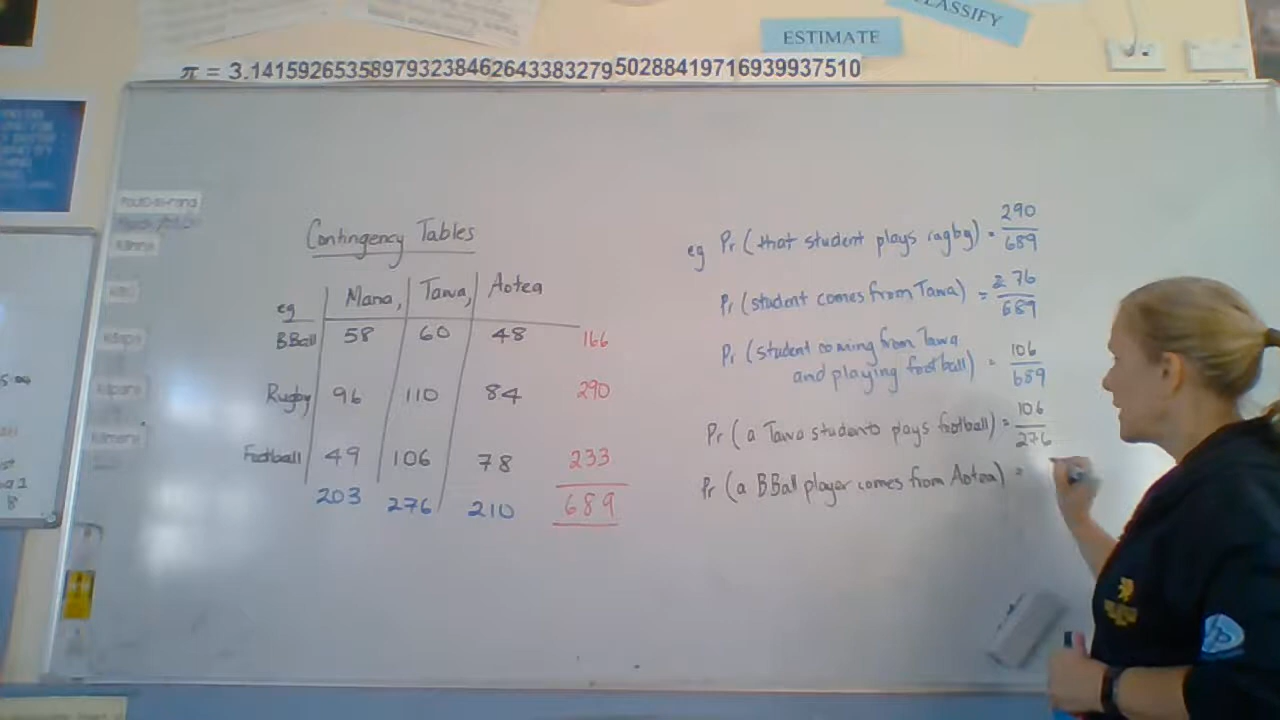 CLASSIFY
ESTIMATE
π = 3.14159265358979323846264338327950288419716939937510
Contingency Tables
eg Mana, Tawa, Aotea
BBall 58 60 48 166
Rugby 96 110 84 290
Football 49 106 78 233
203 276 210 689
eg Pr (that student plays rugby) = 290/689
Pr (student comes from Tawa) = 276/689
Pr (student coming from Tawa
and playing football) = 106/689
Pr (a Tawa students plays football) = 106/276
Pr (a BBall player comes from Aotea) =